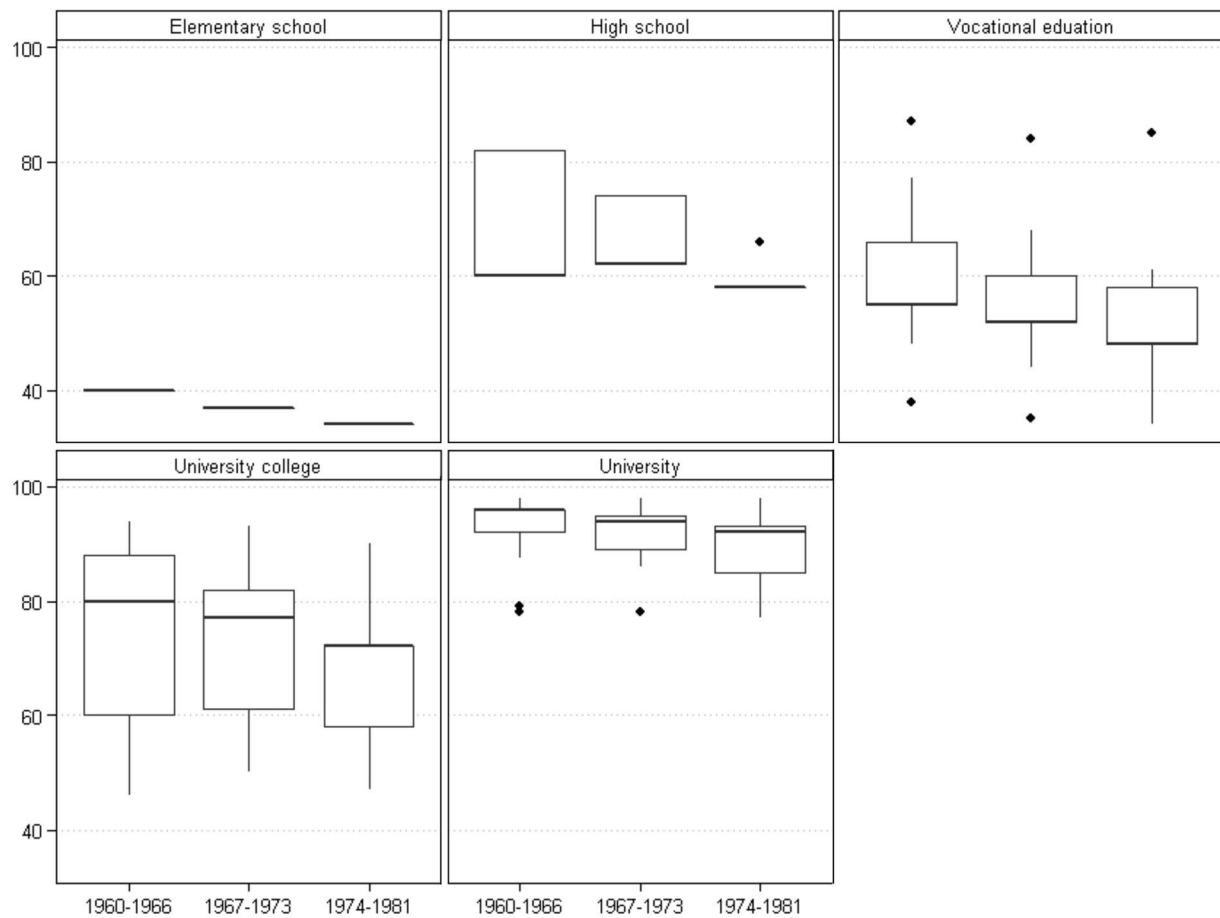 Elementary school High school Vocational eduation
100
80
60
40
University college University
100
80
60
40
1960-1966 1967-1973 1974-1981 1960-1966 1967-1973 1974-1981